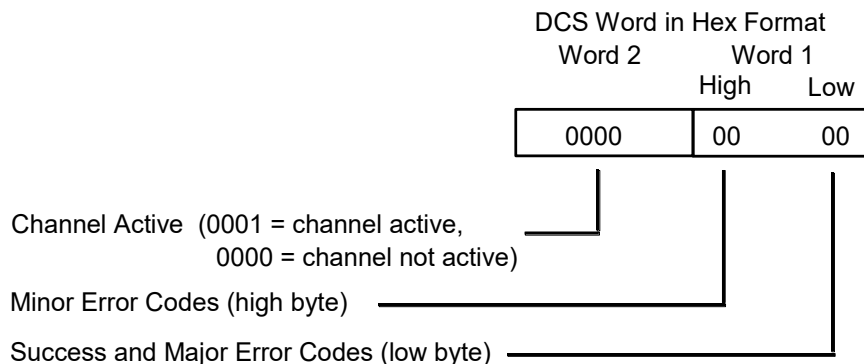 DCS Word in Hex Format
Word 2 Word 1
High Low
0000 00 00
Channel Active (0001 = channel active,
0000 = channel not active)
Minor Error Codes (high byte)
Success and Major Error Codes (low byte)